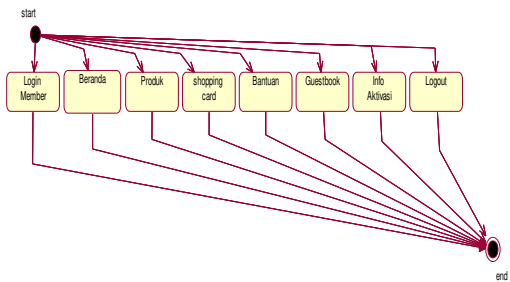 start
Login
Member
Beranda
Produk
shopping
card
Bantuan
Guestbook
Info
Aktivasi
Logout
end